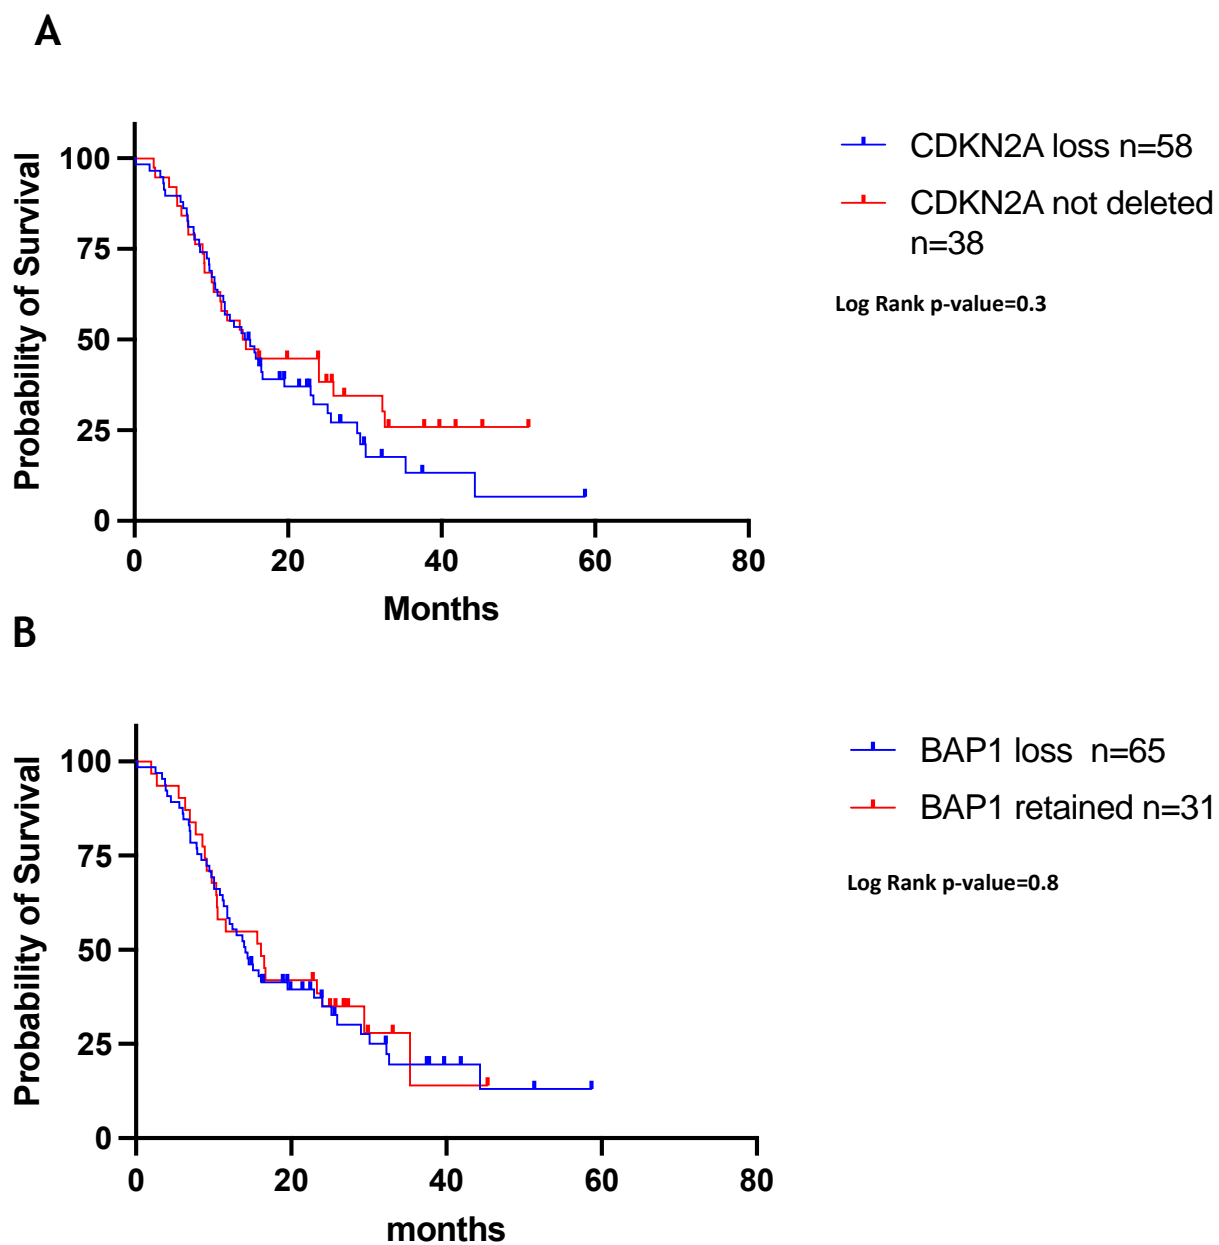 A
Probability of Survival
100
75
50
25
0
0 20 40 60 80
Months
CDKN2A loss n=58
CDKN2A not deleted
n=38
Log Rank p-value=0.3
B
Probability of Survival
100
75
50
25
0
0 20 40 60 80
months
BAP1 loss  n=65
BAP1 retained n=31
Log Rank p-value=0.8